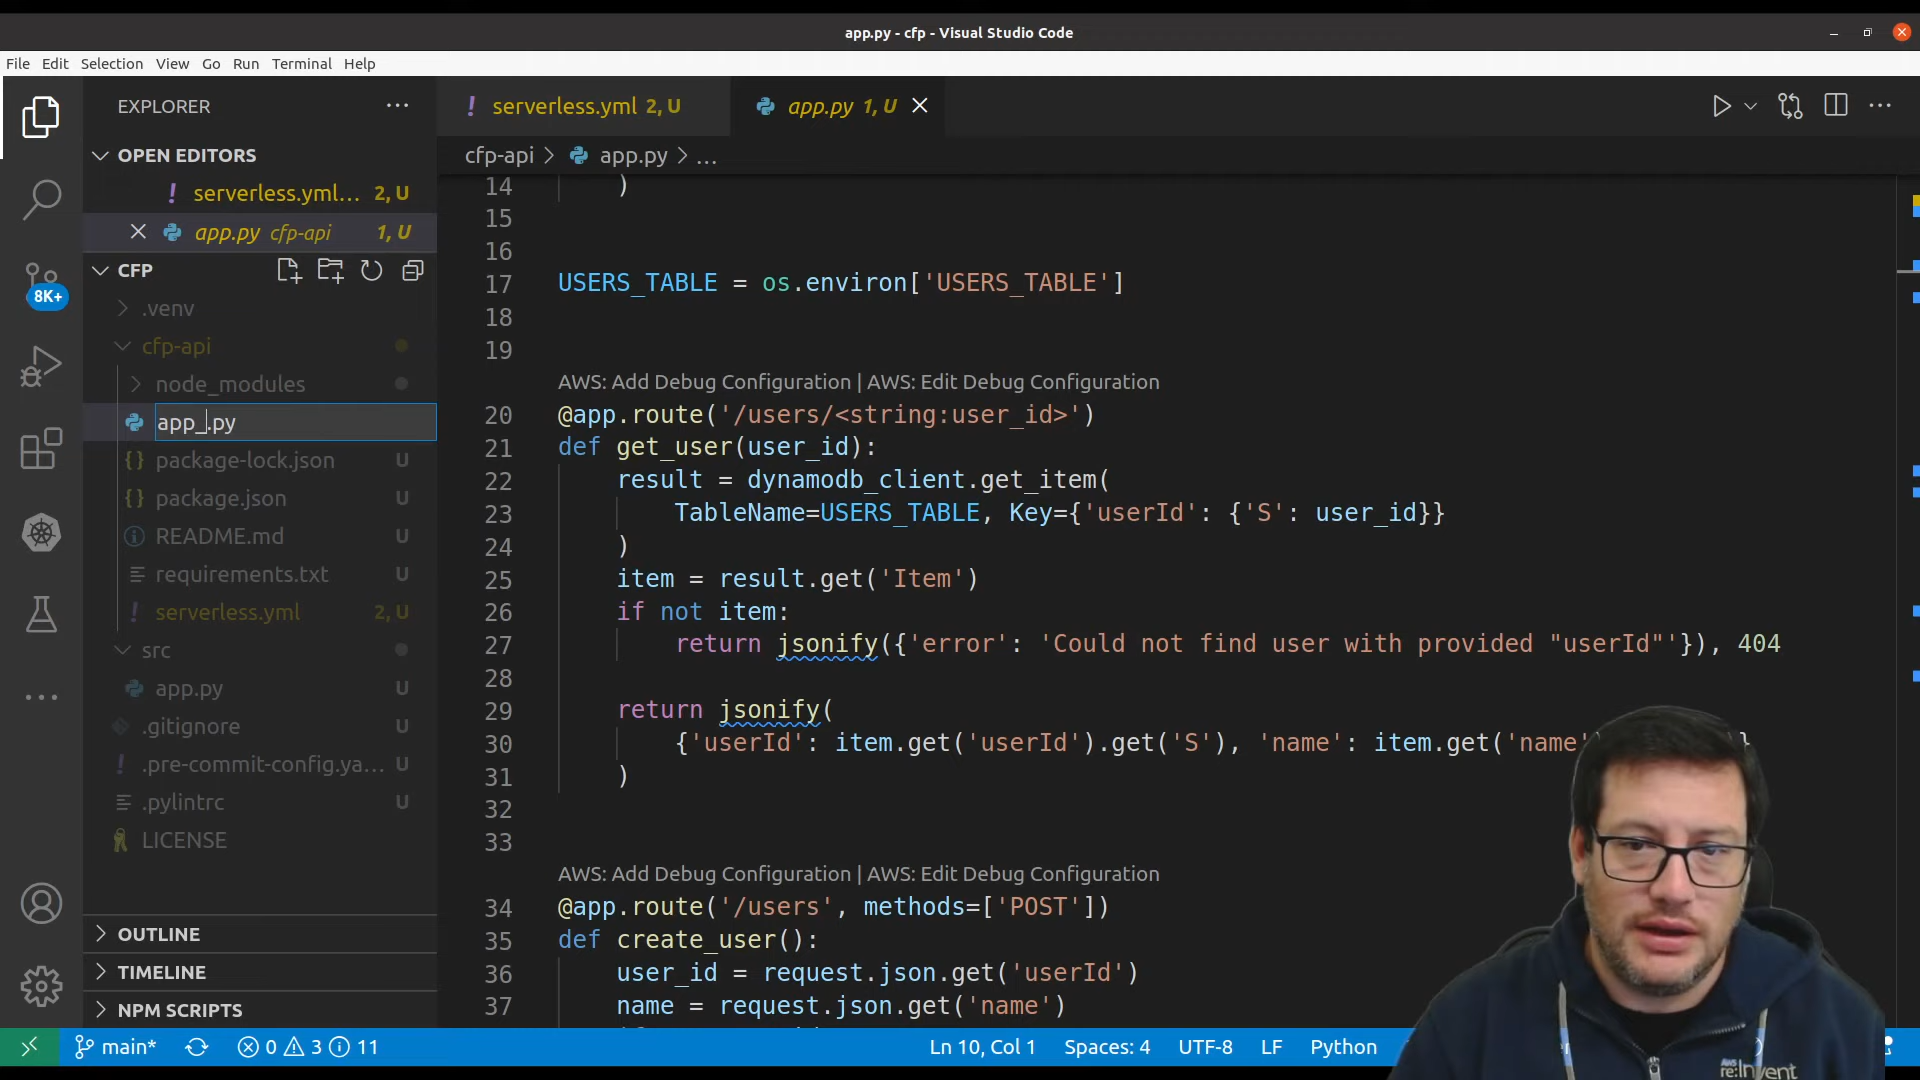 app.py - cfp - Visual Studio Code
File Edit Selection View Go Run Terminal Help
EXPLORER
OPEN EDITORS
serverless.yml... 2, U
app.py cfp-api 1, U
CFP
.venv
cfp-api
node_modules
app_.py
package-lock.json U
package.json U
README.md U
requirements.txt U
serverless.yml 2, U
src
app.py U
.gitignore U
.pre-commit-config.ya... U
.pylintrc U
LICENSE
OUTLINE
TIMELINE
NPM SCRIPTS
8K+
serverless.yml 2, U
app.py 1, U
cfp-api > app.py > ...
14 )
15
16
17 USERS_TABLE = os.environ['USERS_TABLE']
18
19
AWS: Add Debug Configuration | AWS: Edit Debug Configuration
20 @app.route('/users/<string:user_id>')
21 def get_user(user_id):
22 result = dynamodb_client.get_item(
23 TableName=USERS_TABLE, Key={'userId': {'S': user_id}}
24 )
25 item = result.get('Item')
26 if not item:
27 return jsonify({'error': 'Could not find user with provided "userId"'}), 404
28
29 return jsonify(
30 {'userId': item.get('userId').get('S'), 'name': item.get('name'
31 )
32
33
AWS: Add Debug Configuration | AWS: Edit Debug Configuration
34 @app.route('/users', methods=['POST'])
35 def create_user():
36 user_id = request.json.get('userId')
37 name = request.json.get('name')
main* 0 3 11
Ln 10, Col 1 Spaces: 4 UTF-8 LF Python
AWS
re:Invent